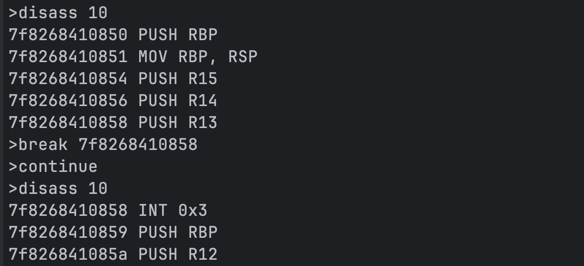 >disass 10
7f8268410850 PUSH RBP
7f8268410851 MOV RBP, RSP
7f8268410854 PUSH R15
7f8268410856 PUSH R14
7f8268410858 PUSH R13
>break 7f8268410858
>continue
>disass 10
7f8268410858 INT 0x3
7f8268410859 PUSH RBP
7f826841085a PUSH R12